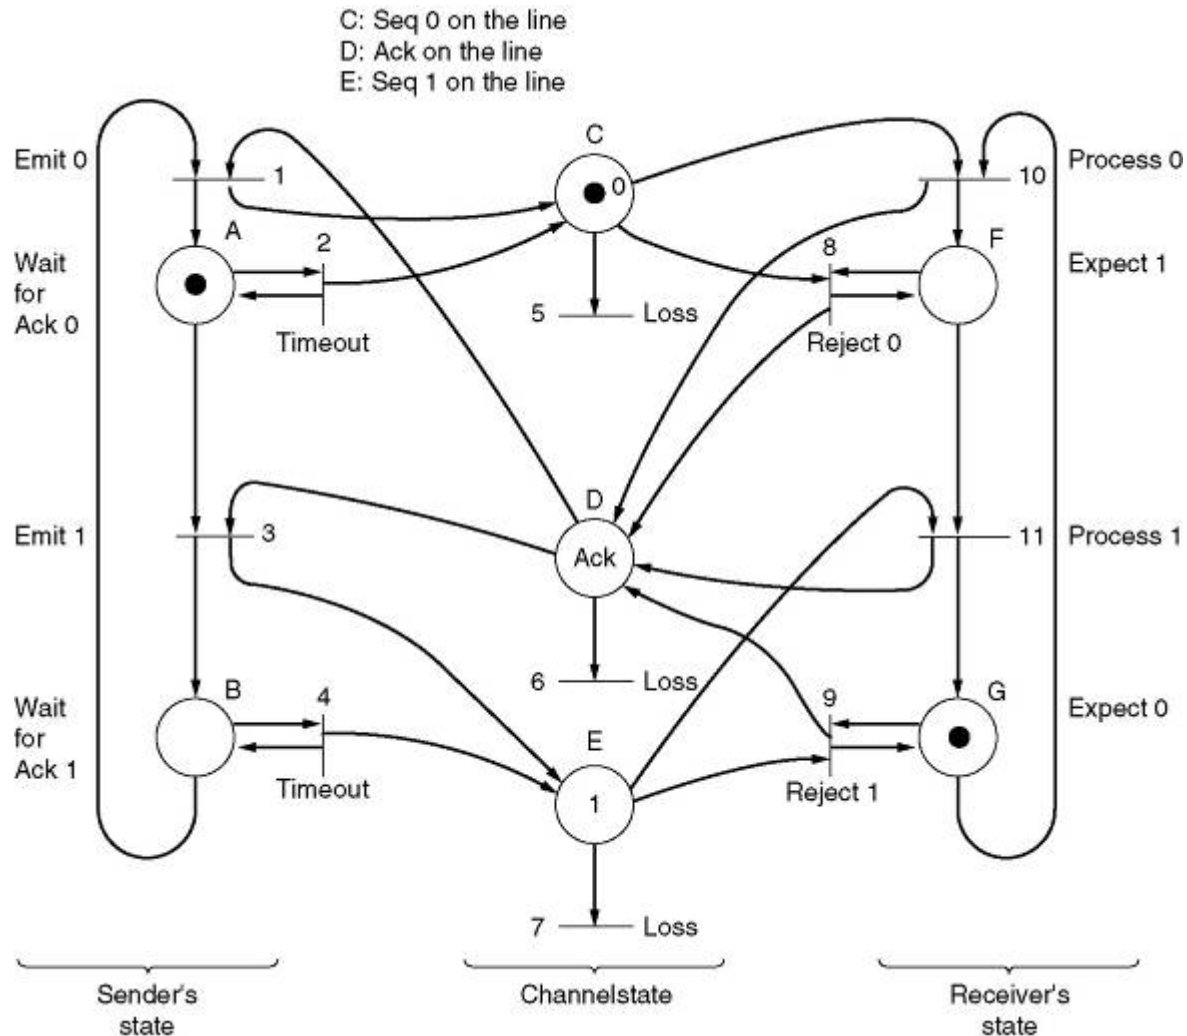 C: Seq 0 on the line
D: Ack on the line
E: Seq 1 on the line
C
Emit 0
1
0
10
Process 0
A
2
8
F
Wait
for
Ack 0
Expect 1
5
Loss
Timeout
Reject 0
D
Emit 1
3
Ack
11
Process 1
6
Loss
B
4
9
G
Wait
for
Ack 1
E
Expect 0
Timeout
1
Reject 1
7
Loss
Sender's
state
Channelstate
Receiver's
state